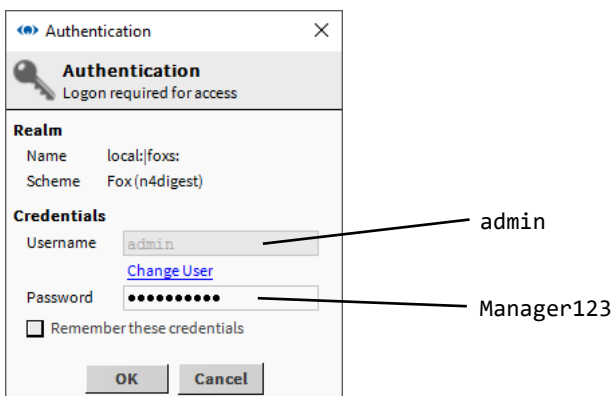 Authentication
Authentication
Logon required for access
Realm
Name local:|foxs:
Scheme Fox (n4digest)
Credentials
Username admin
admin
Change User
Password ●●●●●●●●●●
Manager123
Remember these credentials
OK Cancel